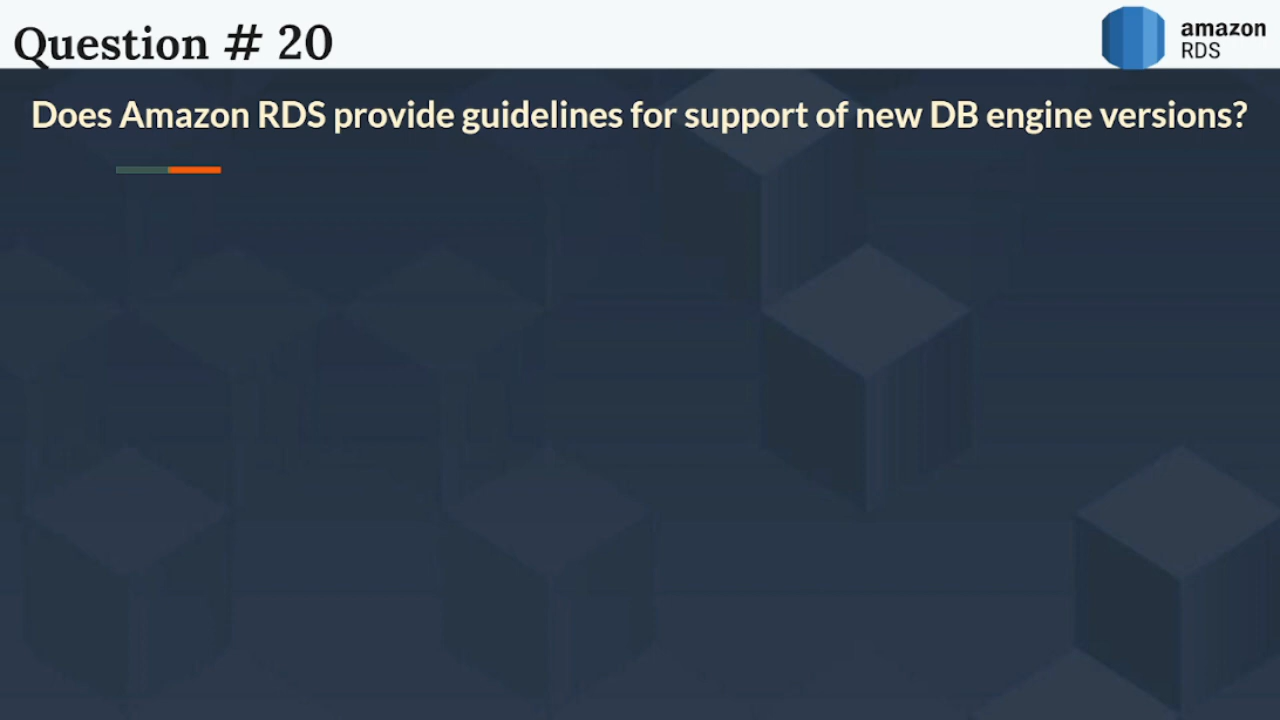 Question # 20
amazon
RDS
Does Amazon RDS provide guidelines for support of new DB engine versions?